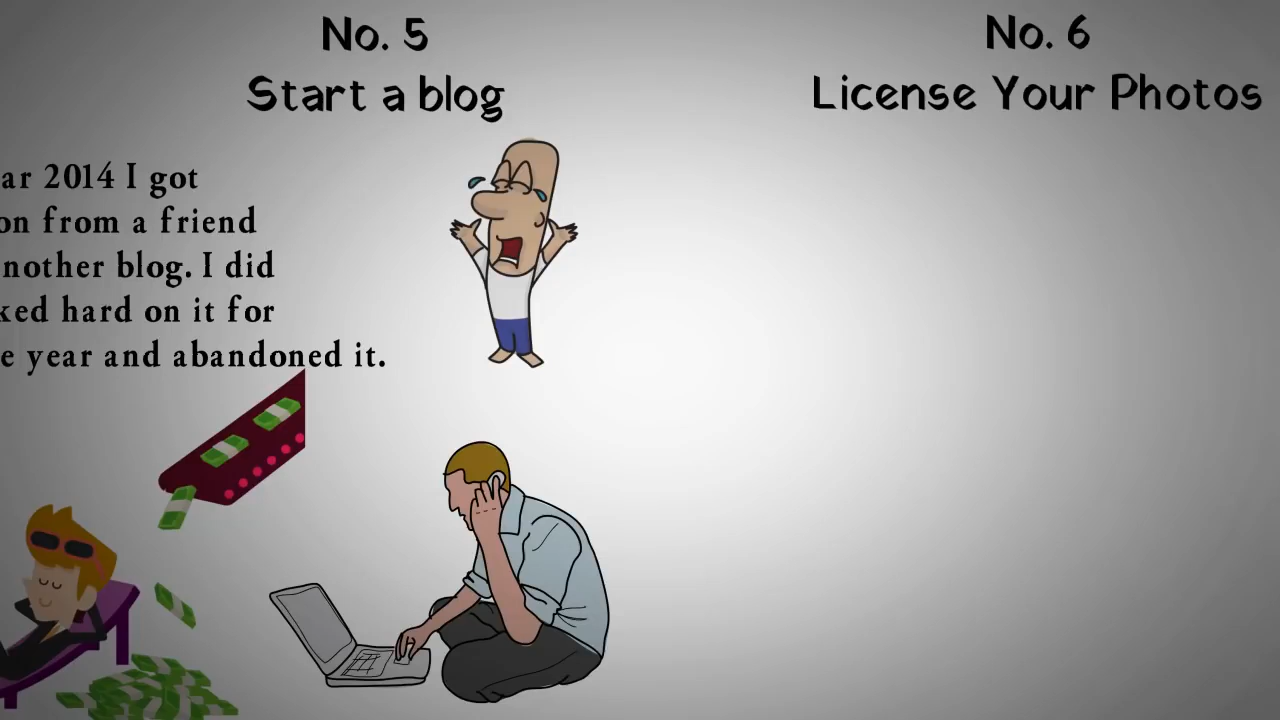 No. 5
Start a blog
ar 2014 I got
on from a friend
nother blog. I did
ked hard on it for
e year and abandoned it.
No. 6
License Your Photos